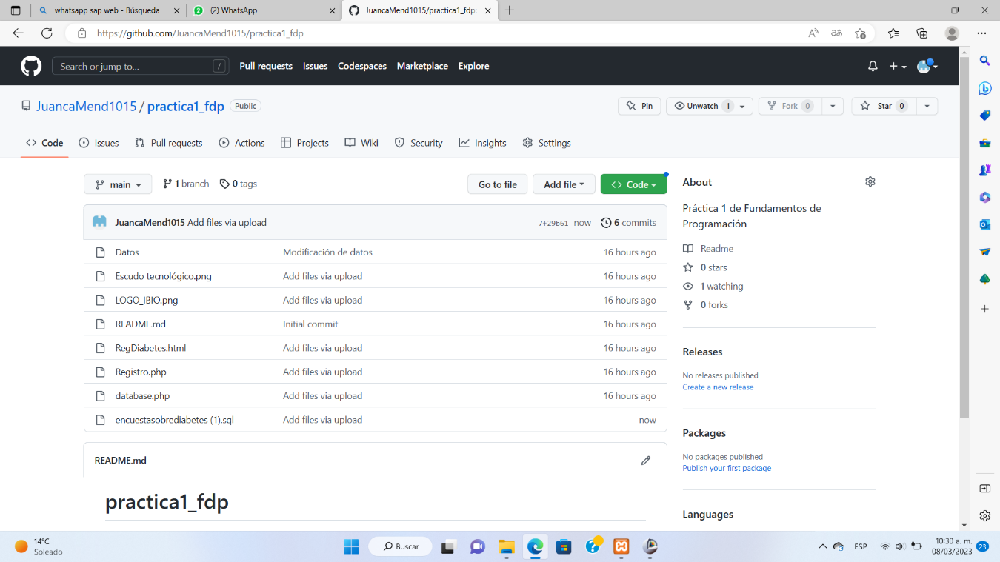 whatsapp sap web - Búsqueda
(2) WhatsApp
JuancaMend1015/practica1_fdp:
https://github.com/JuancaMend1015/practica1_fdp
Search or jump to... /
Pull requests Issues Codespaces Marketplace Explore
JuancaMend1015 / practica1_fdp Public
Pin Unwatch 1 Fork 0 Star 0
Code Issues Pull requests Actions Projects Wiki Security Insights Settings
main 1 branch 0 tags Go to file Add file Code
JuancaMend1015 Add files via upload 7f29b61 now 6 commits
Datos Modificación de datos 16 hours ago
Escudo tecnológico.png Add files via upload 16 hours ago
LOGO_IBIO.png Add files via upload 16 hours ago
README.md Initial commit 16 hours ago
RegDiabetes.html Add files via upload 16 hours ago
Registro.php Add files via upload 16 hours ago
database.php Add files via upload 16 hours ago
encuestasobrediabetes (1).sql Add files via upload now
README.md
practica1_fdp
About
Práctica 1 de Fundamentos de
Programación
Readme
0 stars
1 watching
0 forks
Releases
No releases published
Create a new release
Packages
No packages published
Publish your first package
Languages
14°C
Soleado
Buscar
ESP
10:30 a. m.
08/03/2023
23